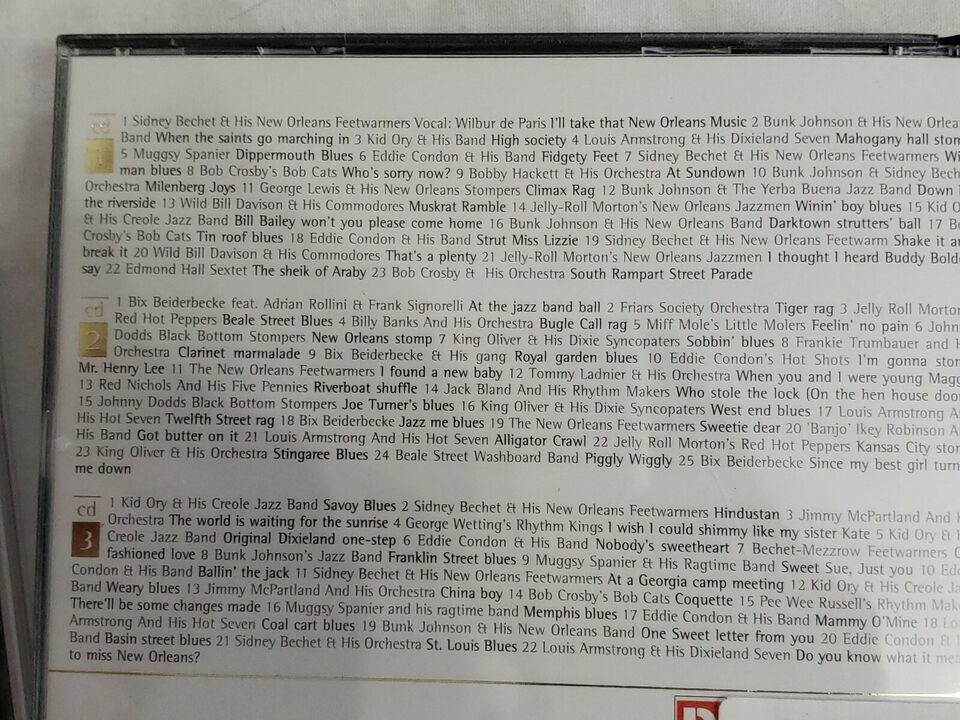 cd 1
1 Sidney Bechet & His New Orleans Feetwarmers Vocal: Wilbur de Paris I'll take that New Orleans Music 2 Bunk Johnson & His New Orlea
Band When the saints go marching in 3 Kid Ory & His Band High society 4 Louis Armstrong & His Dixieland Seven Mahogany hall stom
5 Muggsy Spanier Dippermouth Blues 6 Eddie Condon & His Band Fidgety Feet 7 Sidney Bechet & His New Orleans Feetwarmers Wi
man blues 8 Bob Crosby's Bob Cats Who's sorry now? 9 Bobby Hackett & His Orchestra At Sundown 10 Bunk Johnson & Sidney Bech
Orchestra Milenberg Joys 11 George Lewis & His New Orleans Stompers Climax Rag 12 Bunk Johnson & The Yerba Buena Jazz Band Down
the riverside 13 Wild Bill Davison & His Commodores Muskrat Ramble 14 Jelly-Roll Morton's New Orleans Jazzmen Winin' boy blues 15 Kid O
& His Creole Jazz Band Bill Bailey won't you please come home 16 Bunk Johnson & His New Orleans Band Darktown strutters' ball 17 B
Crosby's Bob Cats Tin roof blues 18 Eddie Condon & His Band Strut Miss Lizzie 19 Sidney Bechet & His New Orleans Feetwarm Shake it a
break it 20 Wild Bill Davison & His Commodores That's a plenty 21 Jelly-Roll Morton's New Orleans Jazzmen I thought I heard Buddy Bold
say 22 Edmond Hall Sextet The sheik of Araby 23 Bob Crosby & His Orchestra South Rampart Street Parade
cd 2
1 Bix Beiderbecke feat. Adrian Rollini & Frank Signorelli At the jazz band ball 2 Friars Society Orchestra Tiger rag 3 Jelly Roll Morto
Red Hot Peppers Beale Street Blues 4 Billy Banks And His Orchestra Bugle Call rag 5 Miff Mole's Little Molers Feelin' no pain 6 John
Dodds Black Bottom Stompers New Orleans stomp 7 King Oliver & His Dixie Syncopaters Sobbin' blues 8 Frankie Trumbauer and H
Orchestra Clarinet marmalade 9 Bix Beiderbecke & His gang Royal garden blues 10 Eddie Condon's Hot Shots I'm gonna stom
Mr. Henry Lee 11 The New Orleans Feetwarmers I found a new baby 12 Tommy Ladnier & His Orchestra When you and I were young Magg
13 Red Nichols And His Five Pennies Riverboat shuffle 14 Jack Bland And His Rhythm Makers Who stole the lock (On the hen house door
15 Johnny Dodds Black Bottom Stompers Joe Turner's blues 16 King Oliver & His Dixie Syncopaters West end blues 17 Louis Armstrong A
His Hot Seven Twelfth Street rag 18 Bix Beiderbecke Jazz me blues 19 The New Orleans Feetwarmers Sweetie dear 20 'Banjo' Ikey Robinson A
His Band Got butter on it 21 Louis Armstrong And His Hot Seven Alligator Crawl 22 Jelly Roll Morton's Red Hot Peppers Kansas City stom
23 King Oliver & His Orchestra Stingaree Blues 24 Beale Street Washboard Band Piggly Wiggly 25 Bix Beiderbecke Since my best girl turn
me down
cd 3
1 Kid Ory & His Creole Jazz Band Savoy Blues 2 Sidney Bechet & His New Orleans Feetwarmers Hindustan 3 Jimmy McPartland And
Orchestra The world is waiting for the sunrise 4 George Wetting's Rhythm Kings I wish I could shimmy like my sister Kate 5 Kid Ory &
Creole Jazz Band Original Dixieland one-step 6 Eddie Condon & His Band Nobody's sweetheart 7 Bechet-Mezzrow Feetwarmers O
fashioned love 8 Bunk Johnson's Jazz Band Franklin Street blues 9 Muggsy Spanier & His Ragtime Band Sweet Sue, Just you 10 Edd
Condon & His Band Ballin' the jack 11 Sidney Bechet & His New Orleans Feetwarmers At a Georgia camp meeting 12 Kid Ory & His Creole Ja
Band Weary blues 13 Jimmy McPartland And His Orchestra China boy 14 Bob Crosby's Bob Cats Coquette 15 Pee Wee Russell's Rhythm Make
There'll be some changes made 16 Muggsy Spanier and his ragtime band Memphis blues 17 Eddie Condon & His Band Mammy O'Mine 18 Lou
Armstrong And His Hot Seven Coal cart blues 19 Bunk Johnson & His New Orleans Band One Sweet letter from you 20 Eddie Condon &
Band Basin street blues 21 Sidney Bechet & His Orchestra St. Louis Blues 22 Louis Armstrong & His Dixieland Seven Do you know what it mea
to miss New Orleans?